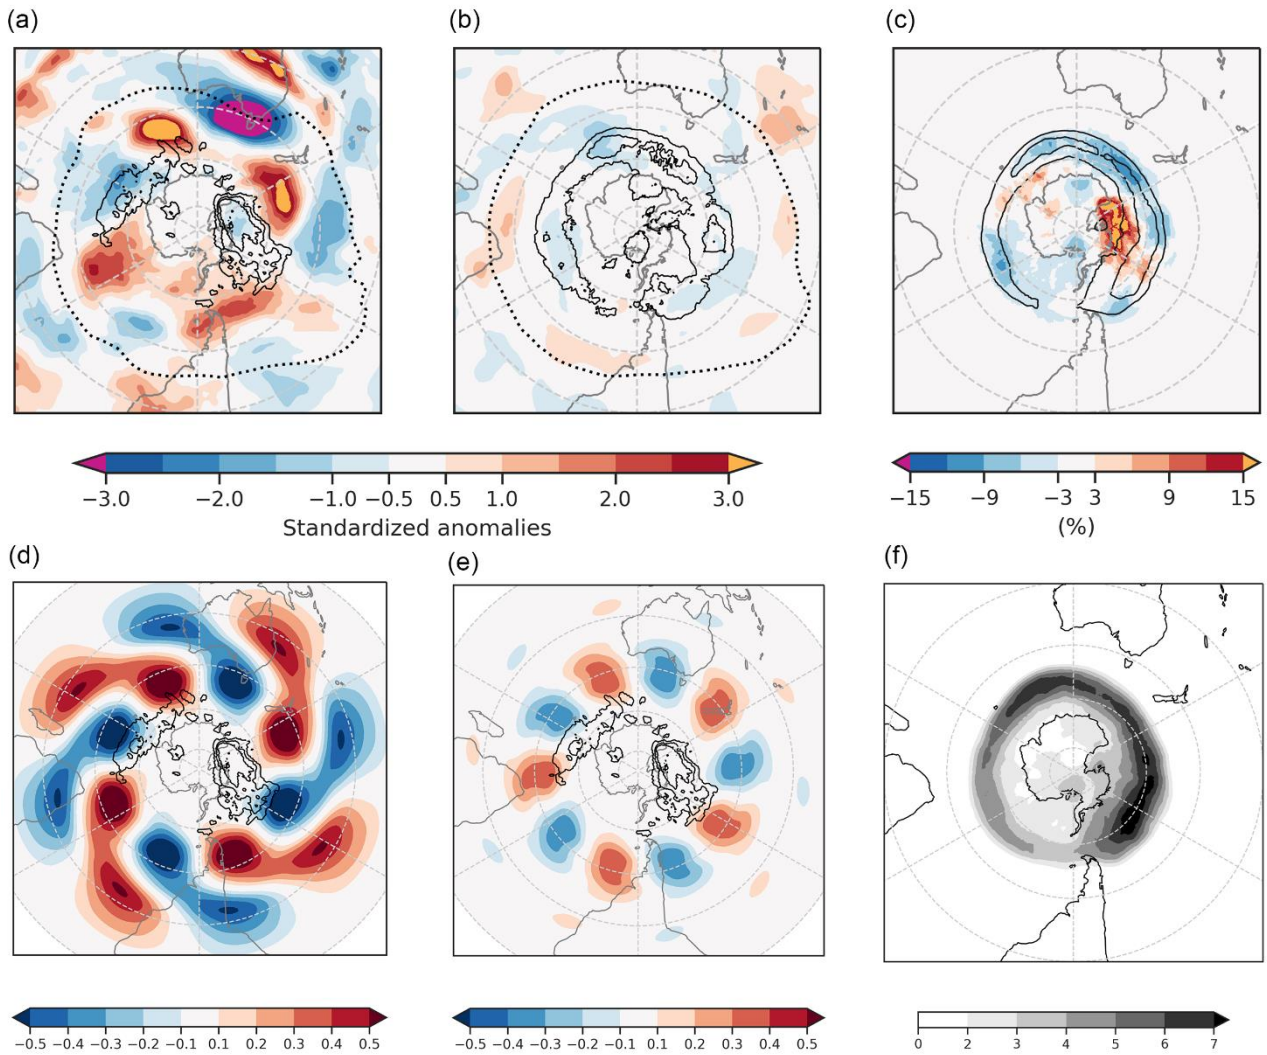 (a)
(b)
(c)
−3.0 −2.0 −1.0 −0.5 0.5 1.0 2.0 3.0
Standardized anomalies
−15 −9 −3 3 9 15
(%)
(d)
(e)
(f)
−0.5 −0.4 −0.3 −0.2 −0.1 0.1 0.2 0.3 0.4 0.5
−0.5 −0.4 −0.3 −0.2 −0.1 0.1 0.2 0.3 0.4 0.5
0 2 3 4 5 6 7